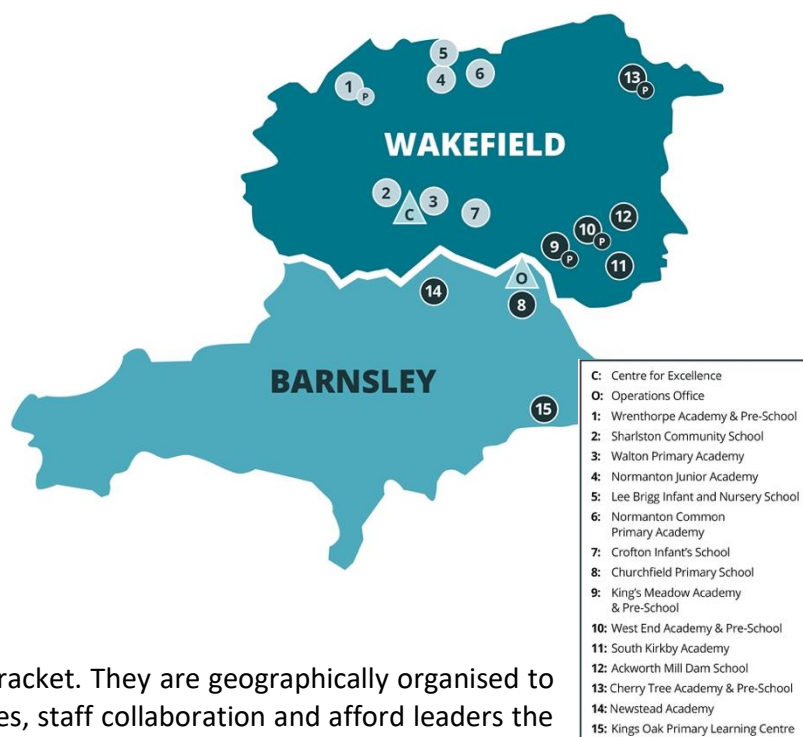 5
4
6
1
P
13
P
WAKEFIELD
2
C
3
7
9
P
10
P
12
11
14
O
8
BARNSLEY
15
C: Centre for Excellence
O: Operations Office
1: Wrenthorpe Academy & Pre-School
2: Sharlston Community School
3: Walton Primary Academy
4: Normanton Junior Academy
5: Lee Brigg Infant and Nursery School
6: Normanton Common
Primary Academy
7: Crofton Infant's School
8: Churchfield Primary School
9: King's Meadow Academy
& Pre-School
10: West End Academy & Pre-School
11: South Kirkby Academy
12: Ackworth Mill Dam School
13: Cherry Tree Academy & Pre-School
14: Newstead Academy
15: Kings Oak Primary Learning Centre
racket. They are geographically organised to
es, staff collaboration and afford leaders the